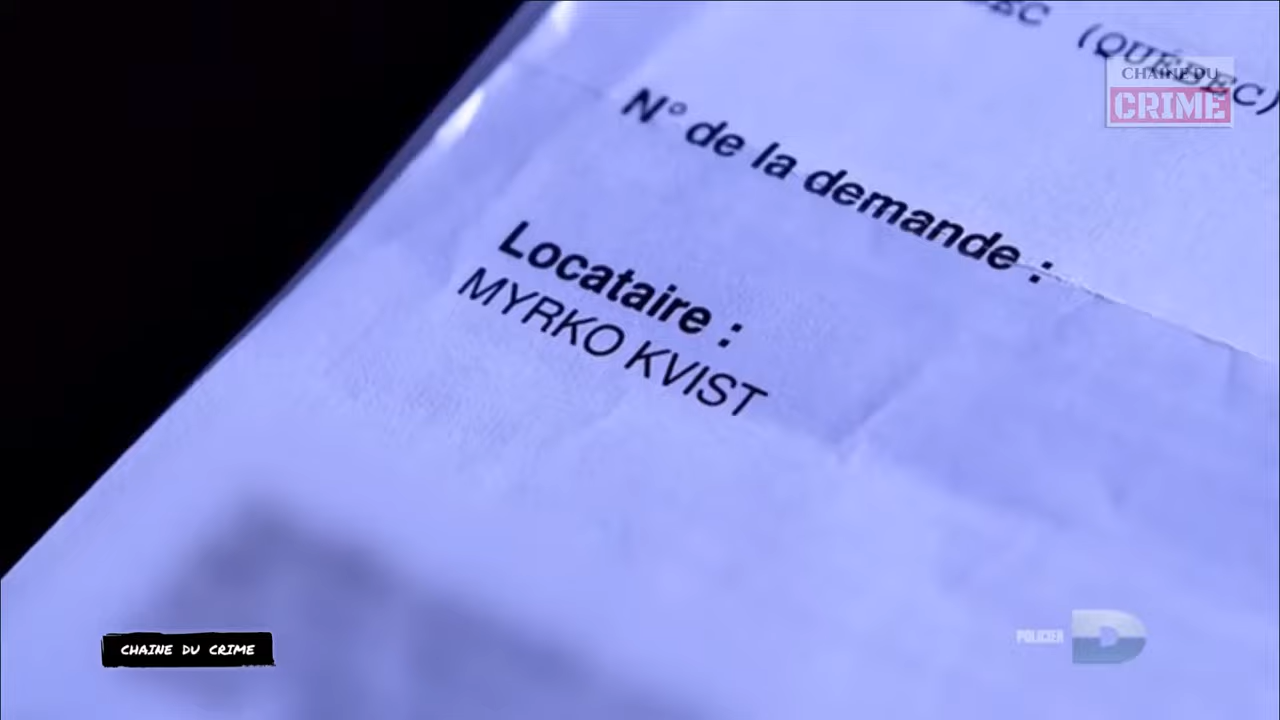 (QUÉBEC)
CHAINE DU
CRIME
N° de la demande :
Locataire :
MYRKO KVIST
CHAINE DU CRIME
POLICIER D